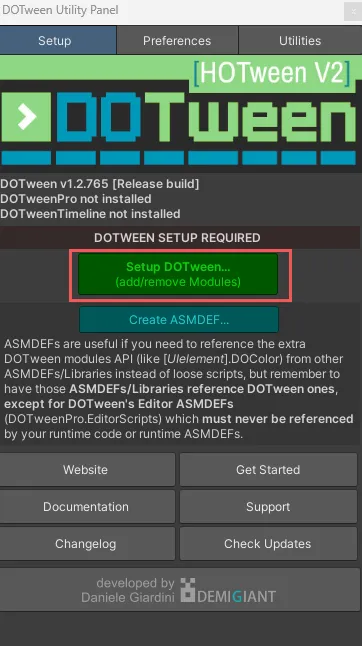 DOTween Utility Panel
x
Setup Preferences Utilities
[HOTween V2]
DOTween
DOTween v1.2.765 [Release build]
DOTweenPro not installed
DOTweenTimeline not installed
DOTWEEN SETUP REQUIRED
Setup DOTween...
(add/remove Modules)
Create ASMDEF...
ASMDEFs are useful if you need to reference the extra
DOTween modules API (like [UIelement].DOColor) from other
ASMDEFs/Libraries instead of loose scripts, but remember to
have those ASMDEFs/Libraries reference DOTween ones,
except for DOTween's Editor ASMDEFs
(DOTweenPro.EditorScripts) which must never be referenced
by your runtime code or runtime ASMDEFs.
Website Get Started
Documentation Support
Changelog Check Updates
developed by
Daniele Giardini DEMIGIANT